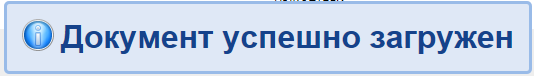 Документ успешно загружен